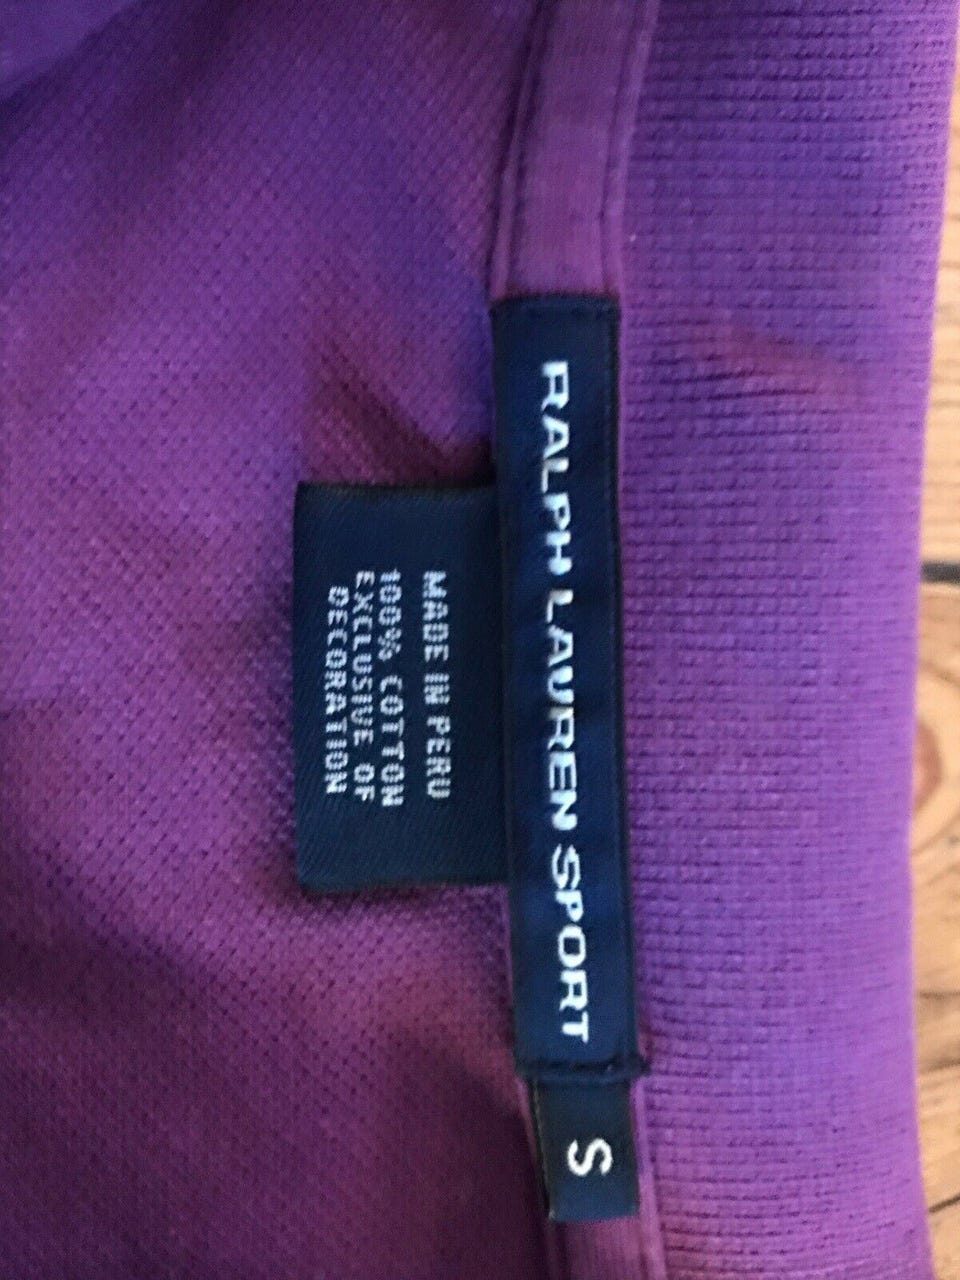 RALPH LAUREN SPORT
S
MADE IN PERU
100% COTTON
EXCLUSIVE OF
DECORATION